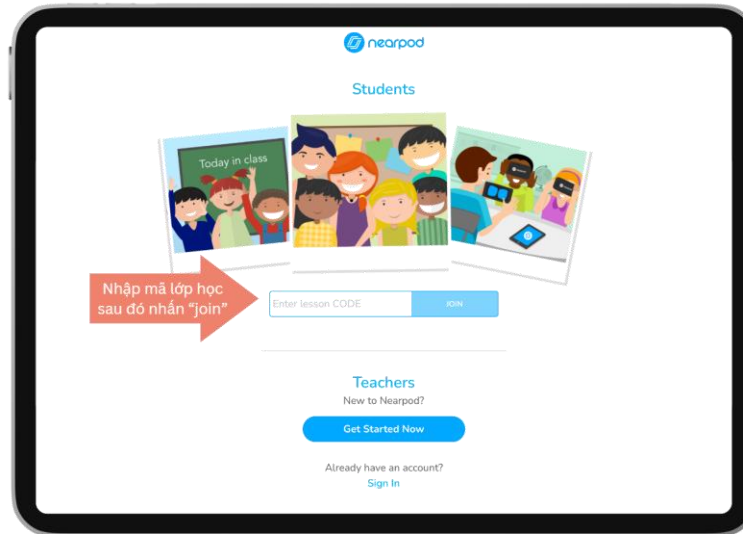 nearpod
Students
Today in class
Nhập mã lớp học
sau đó nhấn “join”
Enter lesson CODE
JOIN
Teachers
New to Nearpod?
Get Started Now
Already have an account?
Sign In